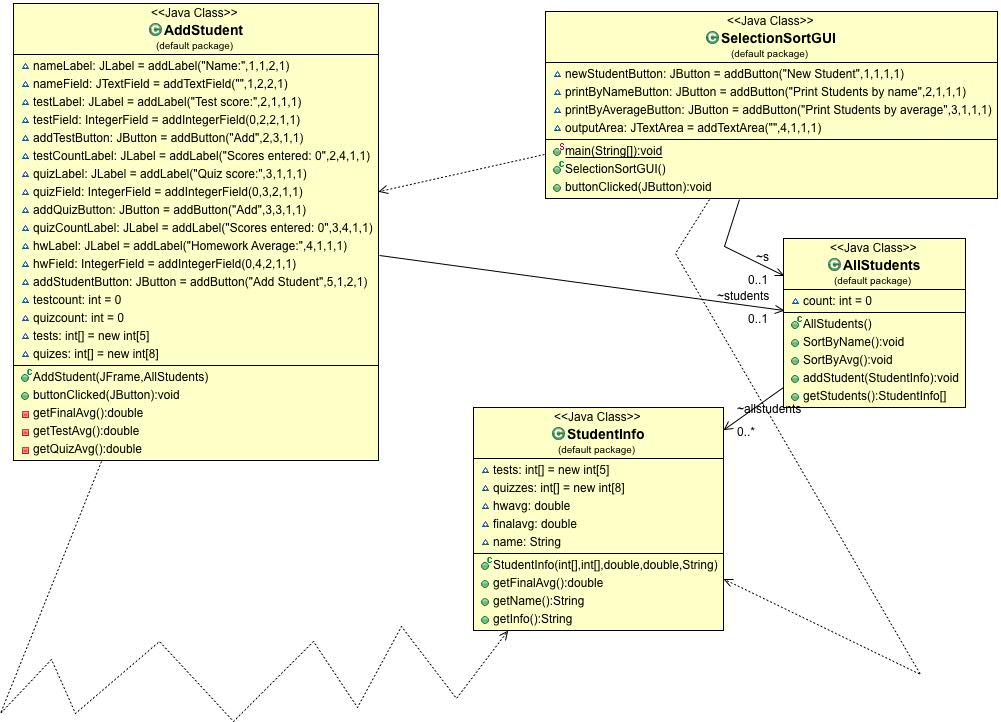 <<Java Class>>
AddStudent
(default package)
nameLabel: JLabel = addLabel("Name:",1,1,2,1)
nameField: JTextField = addTextField("",1,2,2,1)
testLabel: JLabel = addLabel("Test score:",2,1,1,1)
testField: IntegerField = addIntegerField(0,2,2,1,1)
addTestButton: JButton = addButton("Add",2,3,1,1)
testCountLabel: JLabel = addLabel("Scores entered: 0",2,4,1,1)
quizLabel: JLabel = addLabel("Quiz score:",3,1,1,1)
quizField: IntegerField = addIntegerField(0,3,2,1,1)
addQuizButton: JButton = addButton("Add",3,3,1,1)
quizCountLabel: JLabel = addLabel("Scores entered: 0",3,4,1,1)
hwLabel: JLabel = addLabel("Homework Average:",4,1,1,1)
hwField: IntegerField = addIntegerField(0,4,2,1,1)
addStudentButton: JButton = addButton("Add Student",5,1,2,1)
testcount: int = 0
quizcount: int = 0
tests: int[] = new int[5]
quizes: int[] = new int[8]
AddStudent(JFrame,AllStudents)
buttonClicked(JButton):void
getFinalAvg():double
getTestAvg():double
getQuizAvg():double
<<Java Class>>
SelectionSortGUI
(default package)
newStudentButton: JButton = addButton("New Student",1,1,1,1)
printByNameButton: JButton = addButton("Print Students by name",2,1,1,1)
printByAverageButton: JButton = addButton("Print Students by average",3,1,1,1)
outputArea: JTextArea = addTextArea("",4,1,1,1)
main(String[]):void
SelectionSortGUI()
buttonClicked(JButton):void
~s
0..1
~students
0..1
<<Java Class>>
AllStudents
(default package)
count: int = 0
AllStudents()
SortByName():void
SortByAvg():void
addStudent(StudentInfo):void
getStudents():StudentInfo[]
~allstudents
0..*
<<Java Class>>
StudentInfo
(default package)
tests: int[] = new int[5]
quizzes: int[] = new int[8]
hwavg: double
finalavg: double
name: String
StudentInfo(int[],int[],double,double,String)
getFinalAvg():double
getName():String
getInfo():String